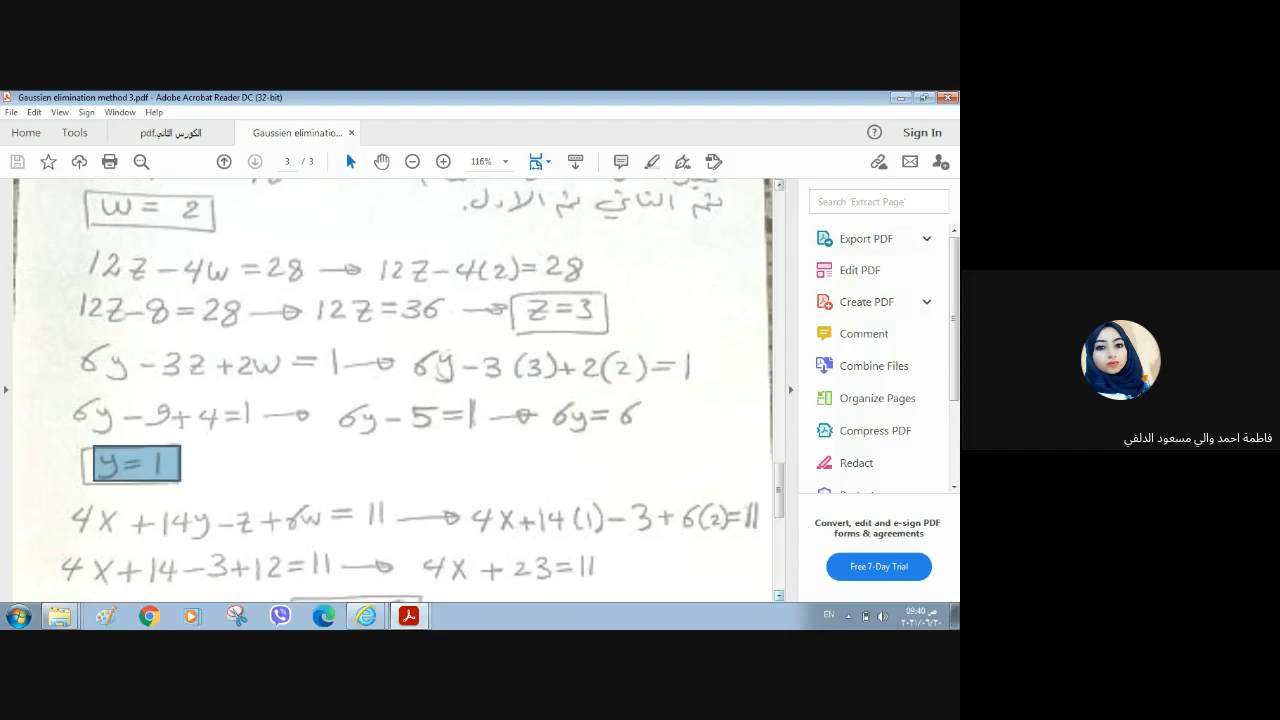 Gaussien elimination method 3.pdf - Adobe Acrobat Reader DC (32-bit)
File Edit View Sign Window Help
Home Tools الكورس الثاني.pdf Gaussien eliminatio... × Sign In
3 / 3 116%
ثم الثاني ثم الاول.
w = 2
12z - 4w = 28 → 12z - 4(2) = 28
12z - 8 = 28 → 12z = 36 → z = 3
6y - 3z + 2w = 1 → 6y - 3(3) + 2(2) = 1
6y - 9 + 4 = 1 → 6y - 5 = 1 → 6y = 6
y = 1
4x + 14y - z + 6w = 11 → 4x + 14(1) - 3 + 6(2) = 11
4x + 14 - 3 + 12 = 11 → 4x + 23 = 11
Search 'Extract Page'
Export PDF
Edit PDF
Create PDF
Comment
Combine Files
Organize Pages
Compress PDF
Redact
Convert, edit and e-sign PDF
forms & agreements
Free 7-Day Trial
فاطمة احمد والي مسعود الدلفي
EN
09:40 ص
٢٠٢١/٠٦/٢٠